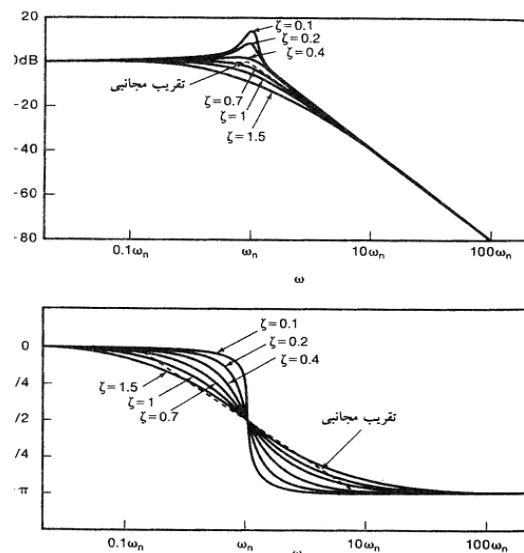 20
0dB
-20
-40
-60
-80
ζ=0.1
ζ=0.2
ζ=0.4
تقریب مجانبی
ζ=0.7
ζ=1
ζ=1.5
0.1ωn
ωn
10ωn
100ωn
ω
0
/4
/2
/4
π
ζ=0.1
ζ=0.2
ζ=0.4
ζ=1.5
ζ=1
ζ=0.7
تقریب مجانبی
0.1ωn
ωn
10ωn
100ωn
ω